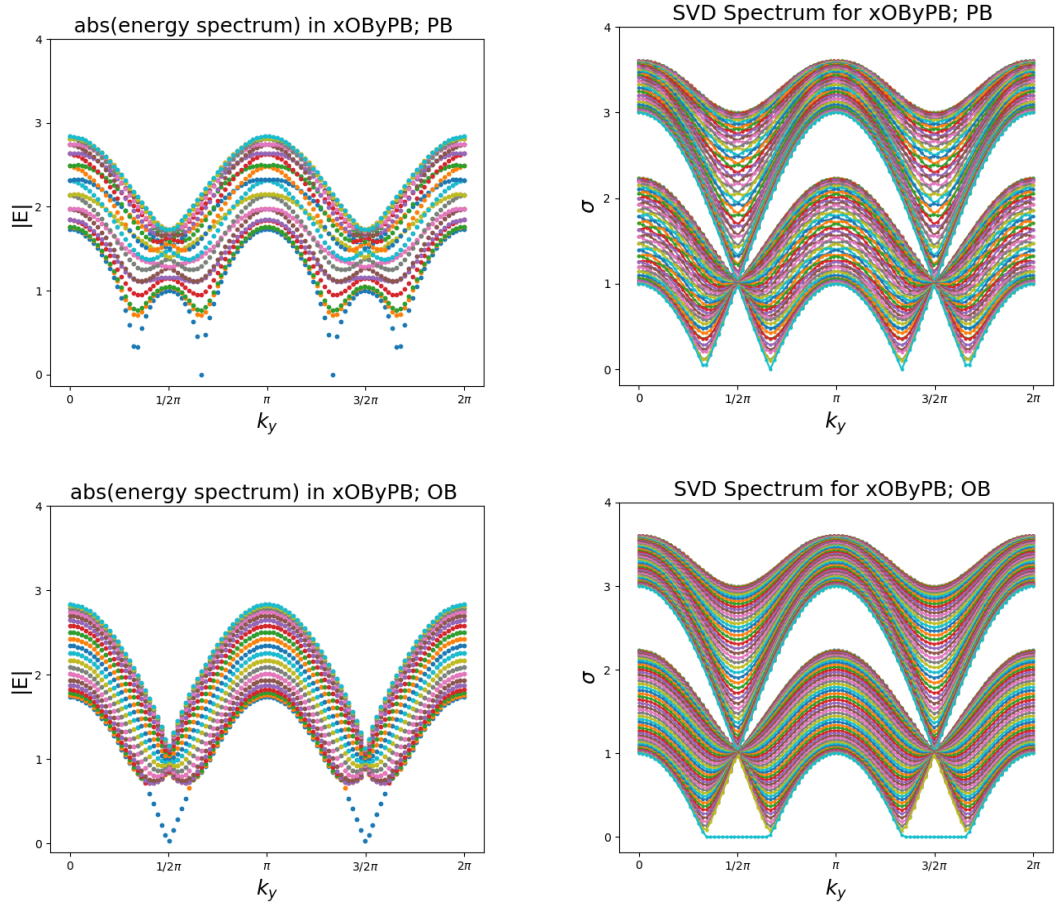 abs(energy spectrum) in xOByPB; PB
4
3
2
1
0
|E|
0
1/2π
π
3/2π
2π
k_y
SVD Spectrum for xOByPB; PB
4
3
2
1
0
σ
0
1/2π
π
3/2π
2π
k_y
abs(energy spectrum) in xOByPB; OB
4
3
2
1
0
|E|
0
1/2π
π
3/2π
2π
k_y
SVD Spectrum for xOByPB; OB
4
3
2
1
0
σ
0
1/2π
π
3/2π
2π
k_y